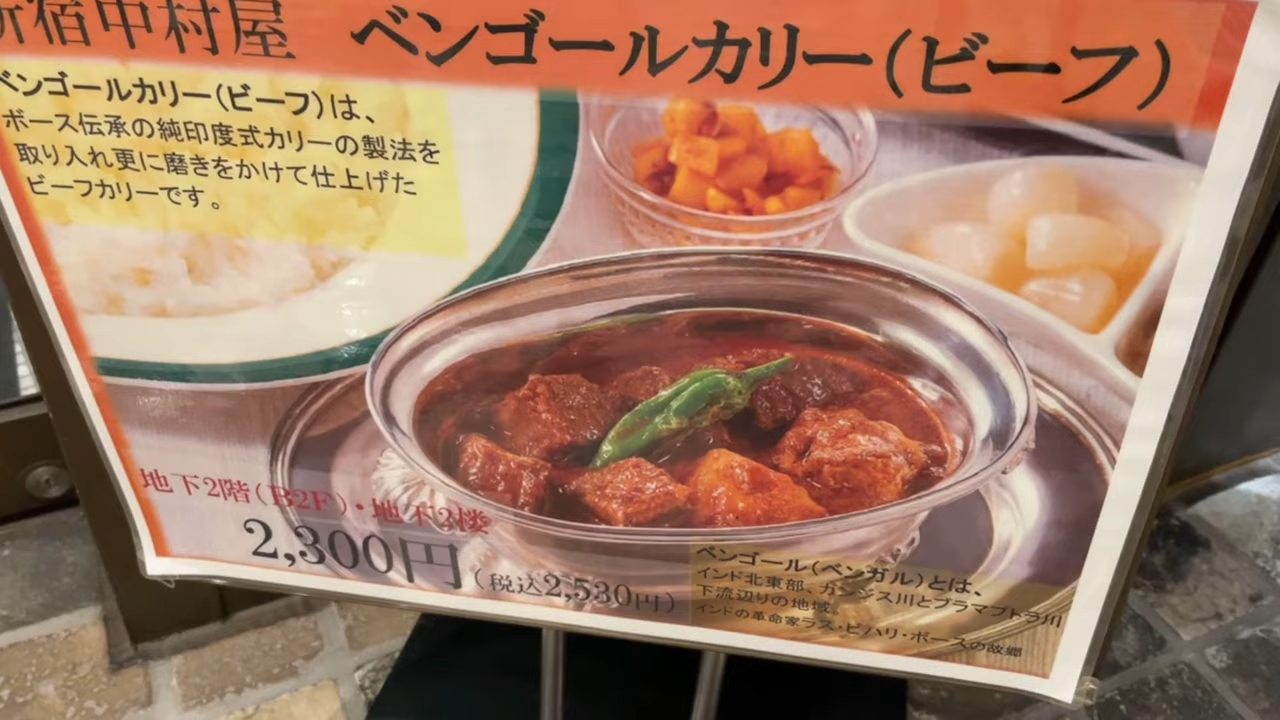 新宿中村屋 ベンゴールカリー（ビーフ）
ベンゴールカリー（ビーフ）は、
ボース伝承の純印度式カリーの製法を
取り入れ更に磨きをかけて仕上げた
ビーフカリーです。
地下2階（B2F）・地下2楼
2,300円（税込2,530円）
ベンゴール（ベンガル）とは、
インド北東部、ガンジス川とブラマプトラ川
下流辺りの地域。
インドの革命家ラス・ビハリ・ボースの故郷